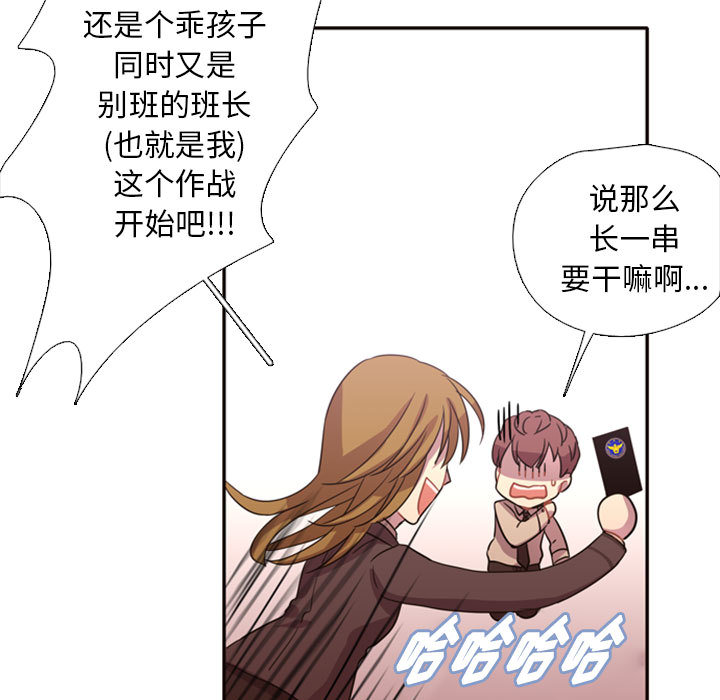 还是个乖孩子
同时又是
别班的班长
(也就是我)
这个作战
开始吧!!!
说那么
长一串
要干嘛啊...
哈哈哈哈